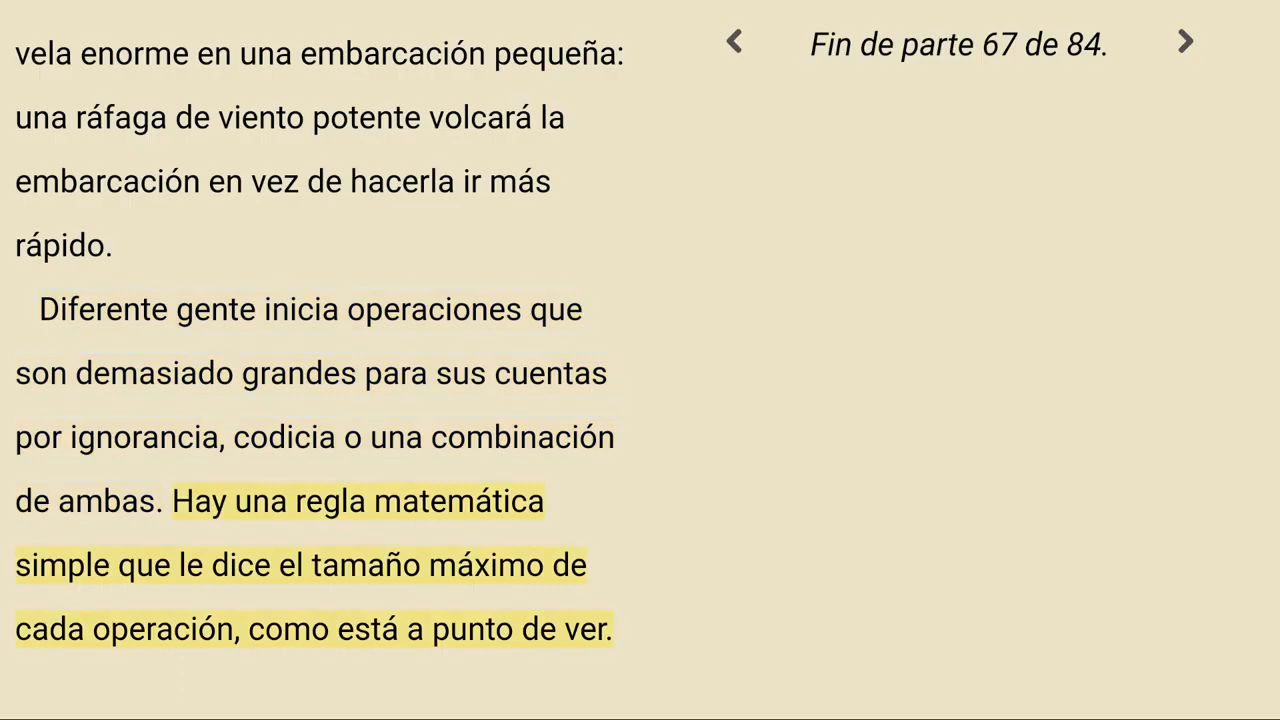 vela enorme en una embarcación pequeña:
una ráfaga de viento potente volcará la
embarcación en vez de hacerla ir más
rápido.
Diferente gente inicia operaciones que
son demasiado grandes para sus cuentas
por ignorancia, codicia o una combinación
de ambas. Hay una regla matemática
simple que le dice el tamaño máximo de
cada operación, como está a punto de ver.
Fin de parte 67 de 84.